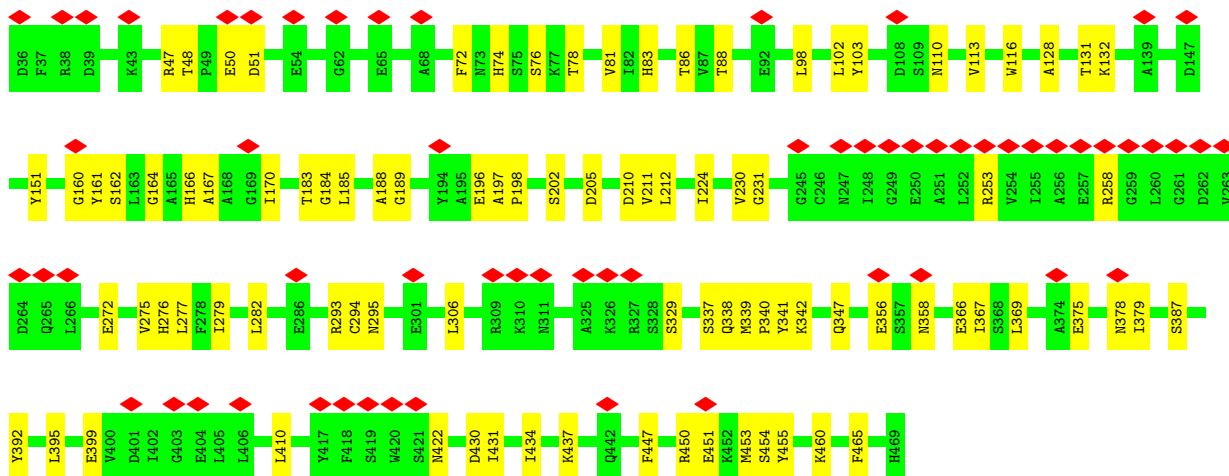 D36 F37 R38 D39 K43 R47 T48 P49 E50 D51 E54 G62 E65 A68 F72 N73 H74 S75 S76 K77 T78 V81 I82 H83 T86 V87 T88 E92 L98 L102 Y103 D108 S109 N110 V113 W116 A128 T131 K132 A139 D147
Y151 G160 Y161 S162 L163 G164 A165 H166 A167 A168 G169 I170 T183 G184 L185 A188 G189 Y194 A195 E196 A197 P198 S202 D205 D210 V211 L212 I224 V230 G231 G245 C246 N247 I248 G249 E250 A251 L252 R253 V254 I255 A256 E257 R258 G259 L260 G261 D262 V263
D264 Q265 L266 E272 V275 H276 L277 F278 I279 L282 E286 R293 C294 N295 E301 L306 R309 K310 N311 A325 K326 R327 S328 S329 S337 Q338 M339 P340 Y341 K342 Q347 E356 S357 N358 E366 I367 S368 L369 A374 E375 N378 I379 S387
Y392 L395 E399 V400 D401 I402 G403 E404 L405 L406 L410 Y417 F418 S419 W420 S421 N422 D430 I431 I434 K437 Q442 F447 R450 E451 K452 M453 S454 Y455 K460 F465 H469